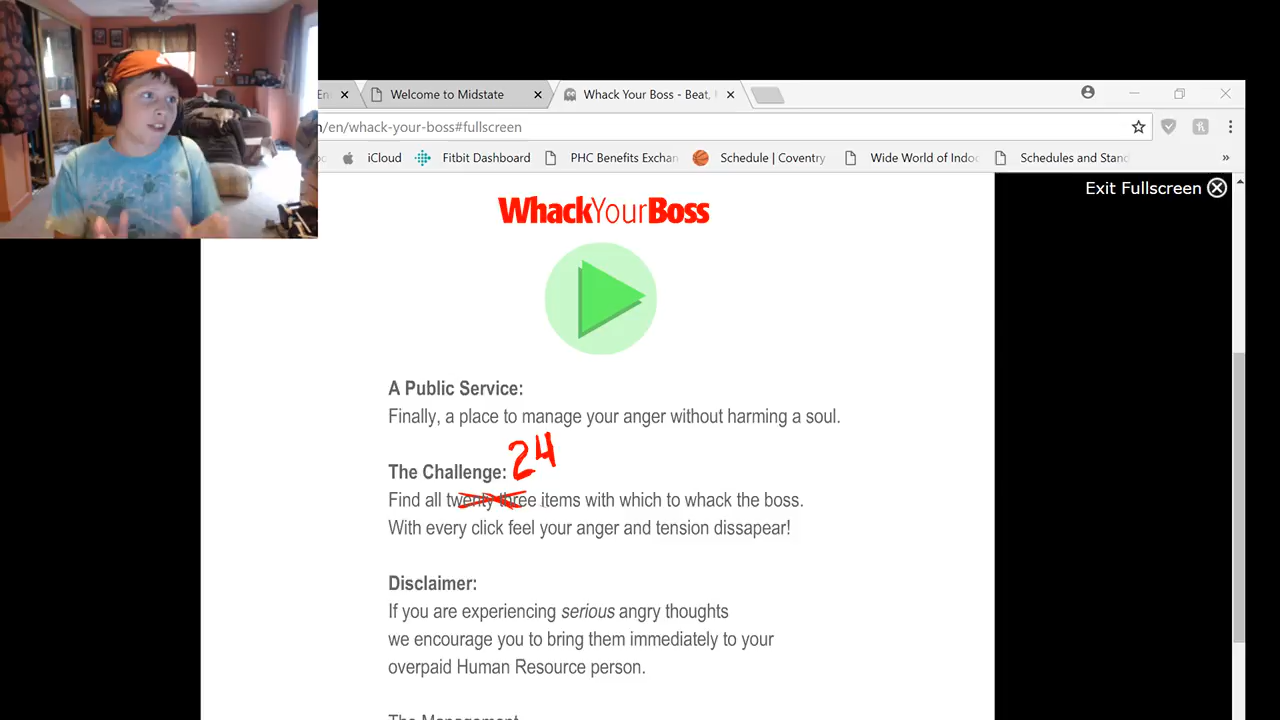 En
Welcome to Midstate
Whack Your Boss - Beat,
/en/whack-your-boss#fullscreen
iCloud
Fitbit Dashboard
PHC Benefits Exchan
Schedule | Coventry
Wide World of Indo
Schedules and Stand
»
Exit Fullscreen
WhackYourBoss
A Public Service:
Finally, a place to manage your anger without harming a soul.
24
The Challenge:
Find all twenty three items with which to whack the boss.
With every click feel your anger and tension dissapear!
Disclaimer:
If you are experiencing serious angry thoughts
we encourage you to bring them immediately to your
overpaid Human Resource person.
The Management